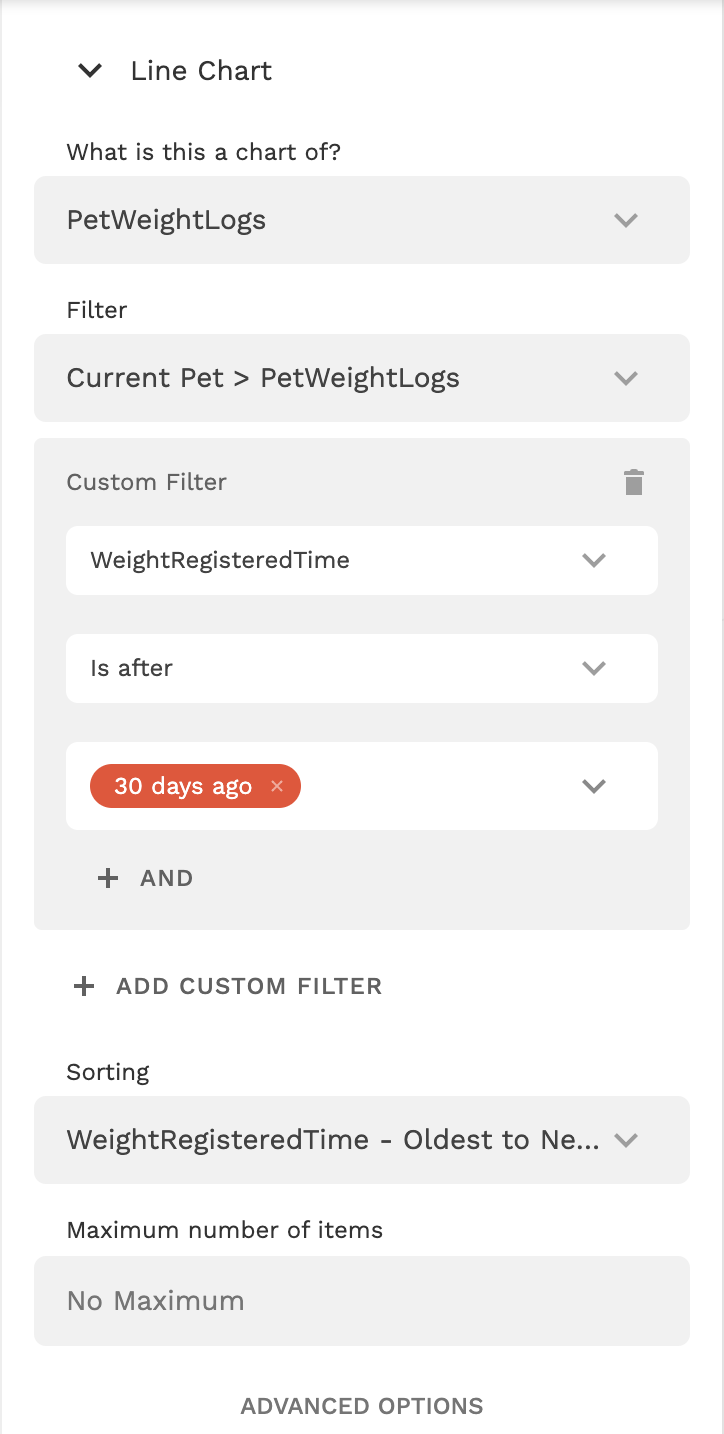 Line Chart
What is this a chart of?
PetWeightLogs
Filter
Current Pet > PetWeightLogs
Custom Filter
WeightRegisteredTime
Is after
30 days ago ×
+ AND
+ ADD CUSTOM FILTER
Sorting
WeightRegisteredTime - Oldest to Ne...
Maximum number of items
No Maximum
ADVANCED OPTIONS